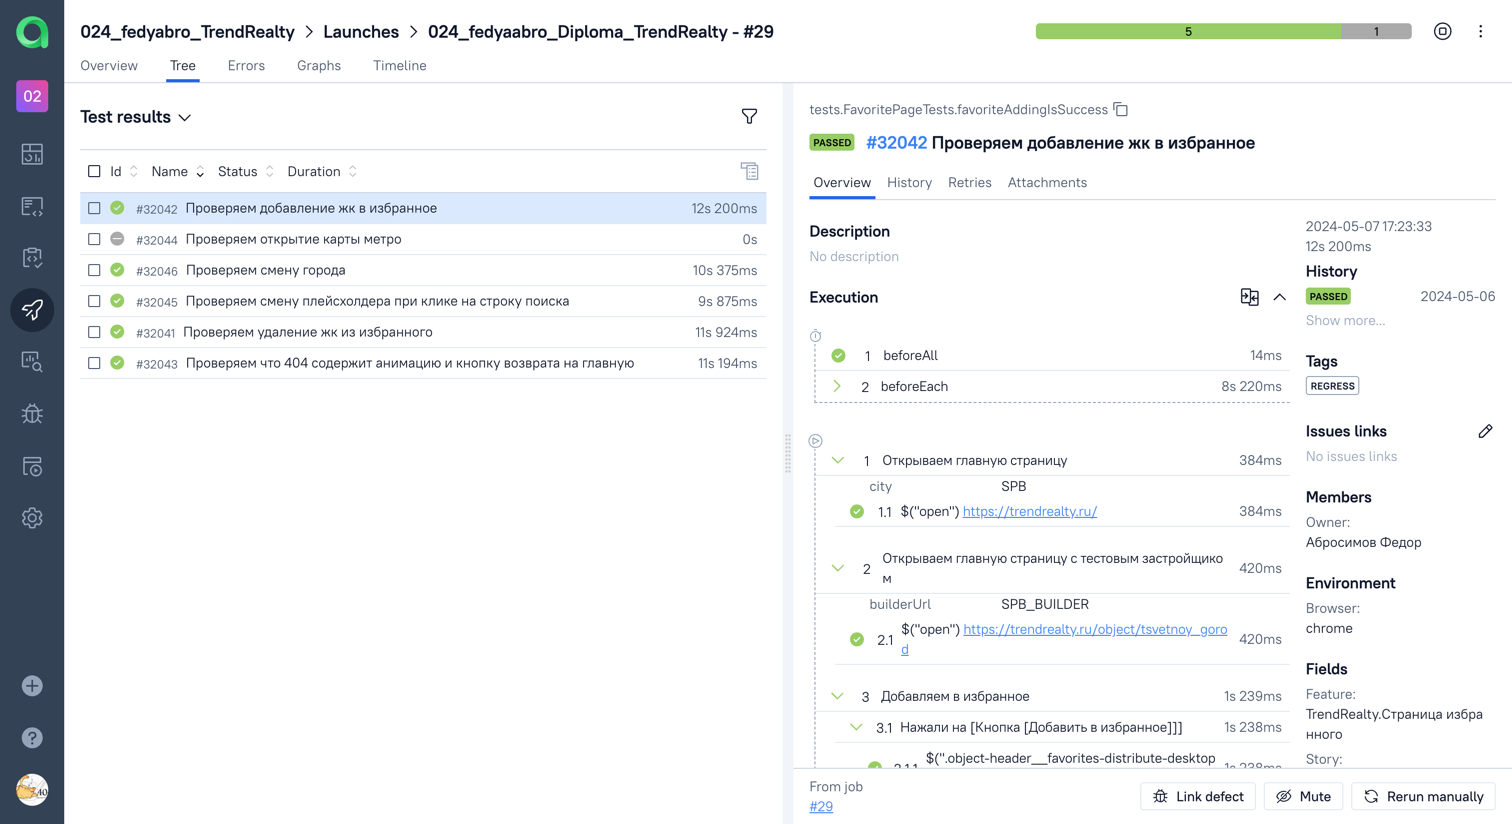 024_fedyabro_TrendRealty > Launches > 024_fedyaabro_Diploma_TrendRealty - #29
5 1
Overview Tree Errors Graphs Timeline
02
Test results
Id Name Status Duration
#32042 Проверяем добавление жк в избранное 12s 200ms
#32044 Проверяем открытие карты метро 0s
#32046 Проверяем смену города 10s 375ms
#32045 Проверяем смену плейсхолдера при клике на строку поиска 9s 875ms
#32041 Проверяем удаление жк из избранного 11s 924ms
#32043 Проверяем что 404 содержит анимацию и кнопку возврата на главную 11s 194ms
tests.FavoritePageTests.favoriteAddingIsSuccess
PASSED #32042 Проверяем добавление жк в избранное
Overview History Retries Attachments
Description
No description
Execution
1 beforeAll 14ms
2 beforeEach 8s 220ms
1 Открываем главную страницу 384ms
city SPB
1.1 $("open") https://trendrealty.ru/ 384ms
2 Открываем главную страницу с тестовым застройщико
м 420ms
builderUrl SPB_BUILDER
2.1 $("open") https://trendrealty.ru/object/tsvetnoy_goro
d 420ms
3 Добавляем в избранное 1s 239ms
3.1 Нажали на [Кнопка [Добавить в избранное]]] 1s 238ms
3.1.1 $(".object-header__favorites-distribute-desktop 1s 238ms
2024-05-07 17:23:33
12s 200ms
History
PASSED 2024-05-06
Show more...
Tags
REGRESS
Issues links
No issues links
Members
Owner:
Абросимов Федор
Environment
Browser:
chrome
Fields
Feature:
TrendRealty.Страница избра
нного
Story:
From job
#29
Link defect Mute Rerun manually
40